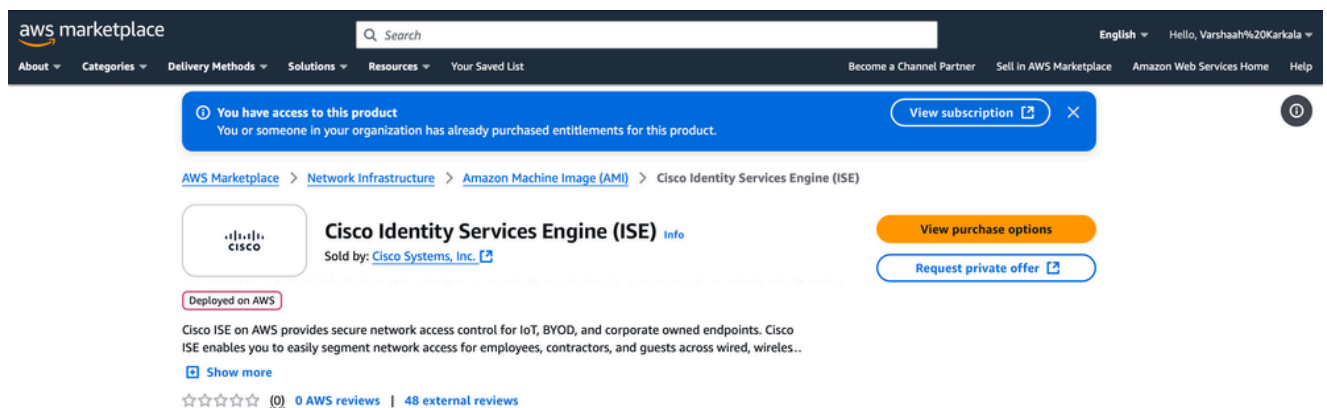 aws marketplace
Search
English
Hello, Varshaah%20Karkala
About
Categories
Delivery Methods
Solutions
Resources
Your Saved List
Become a Channel Partner
Sell in AWS Marketplace
Amazon Web Services Home
Help
You have access to this product
You or someone in your organization has already purchased entitlements for this product.
View subscription
AWS Marketplace > Network Infrastructure > Amazon Machine Image (AMI) > Cisco Identity Services Engine (ISE)
CISCO
Cisco Identity Services Engine (ISE) Info
Sold by: Cisco Systems, Inc.
View purchase options
Request private offer
Deployed on AWS
Cisco ISE on AWS provides secure network access control for IoT, BYOD, and corporate owned endpoints. Cisco
ISE enables you to easily segment network access for employees, contractors, and guests across wired, wireles...
Show more
(0) 0 AWS reviews | 48 external reviews